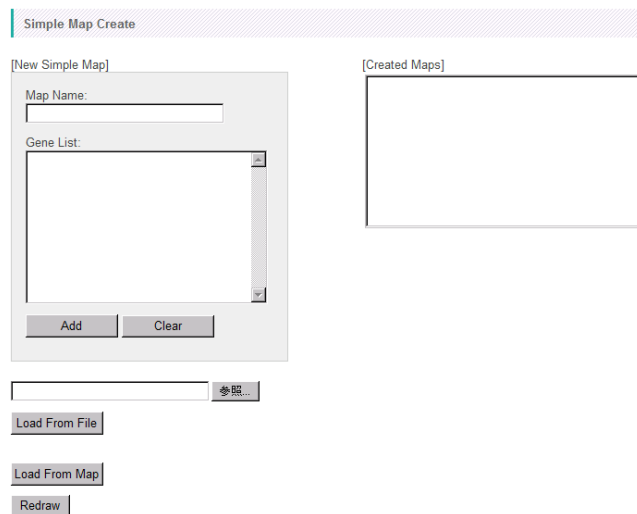 Simple Map Create
[New Simple Map]
[Created Maps]
Map Name:
Gene List:
Add
Clear
参照...
Load From File
Load From Map
Redraw